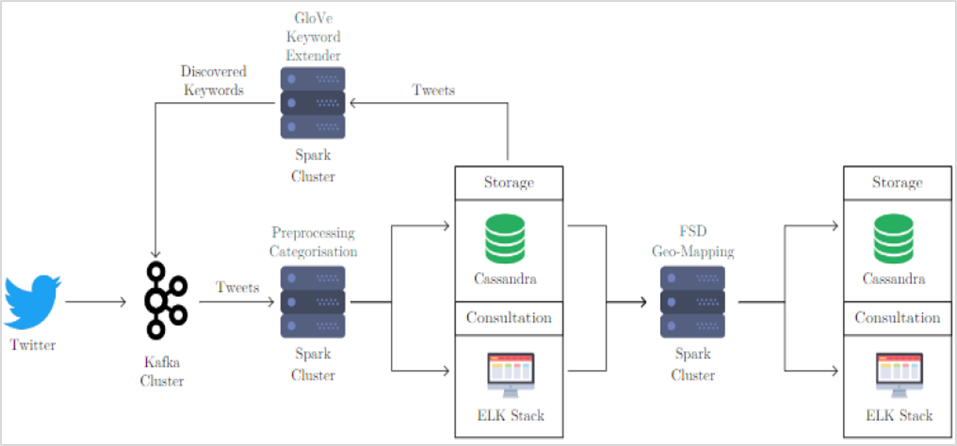 GloVe
Keyword
Extender
Discovered
Keywords
Tweets
Spark
Cluster
Storage
Storage
Preprocessing
Categorisation
FSD
Geo-Mapping
Cassandra
Cassandra
Tweets
Twitter
Kafka
Cluster
Spark
Cluster
Consultation
Spark
Cluster
Consultation
ELK Stack
ELK Stack